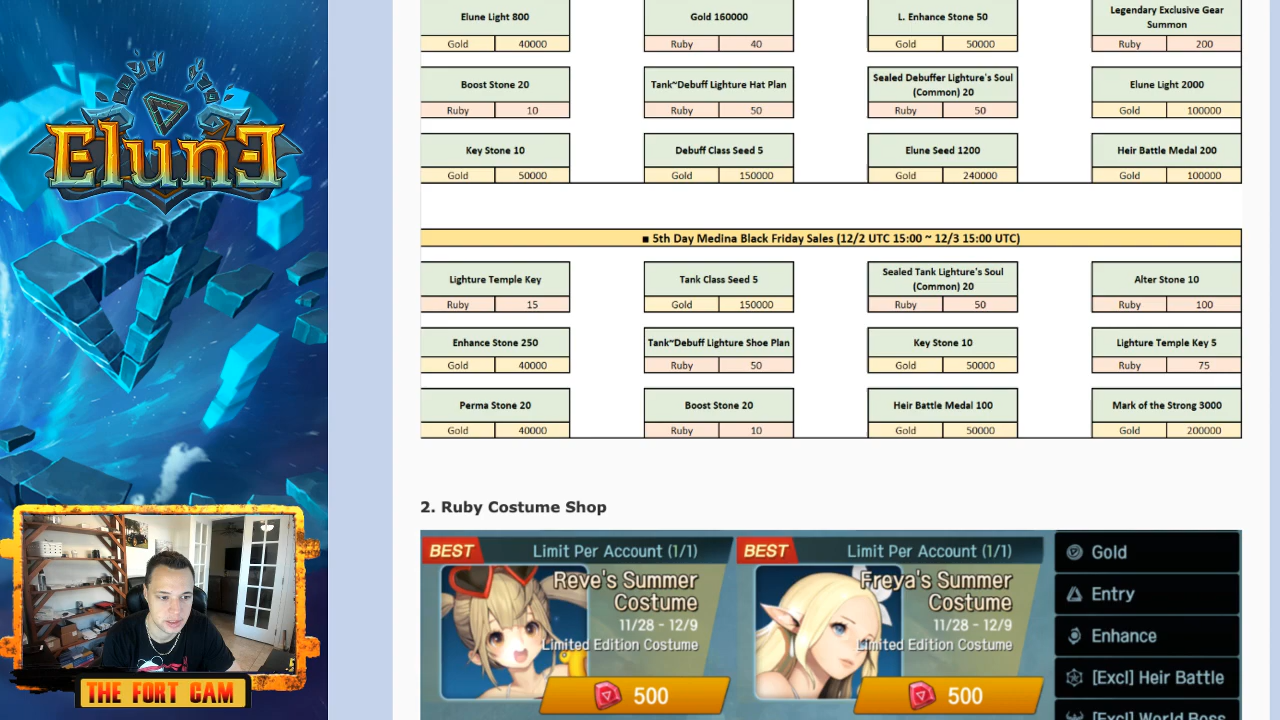 Elune Light 800
Gold 160000
L. Enhance Stone 50
Legendary Exclusive Gear
Summon
Gold 40000
Ruby 40
Gold 50000
Ruby 200
Boost Stone 20
Tank~Debuff Lighture Hat Plan
Sealed Debuffer Lighture's Soul
(Common) 20
Elune Light 2000
Ruby 10
Ruby 50
Ruby 50
Gold 100000
Key Stone 10
Debuff Class Seed 5
Elune Seed 1200
Heir Battle Medal 200
Gold 50000
Gold 150000
Gold 240000
Gold 100000
■ 5th Day Medina Black Friday Sales (12/2 UTC 15:00 ~ 12/3 15:00 UTC)
Lighture Temple Key
Tank Class Seed 5
Sealed Tank Lighture's Soul
(Common) 20
Alter Stone 10
Ruby 15
Gold 150000
Ruby 50
Ruby 100
Enhance Stone 250
Tank~Debuff Lighture Shoe Plan
Key Stone 10
Lighture Temple Key 5
Gold 40000
Ruby 50
Gold 50000
Ruby 75
Perma Stone 20
Boost Stone 20
Heir Battle Medal 100
Mark of the Strong 3000
Gold 40000
Ruby 10
Gold 50000
Gold 200000
2. Ruby Costume Shop
BEST
Limit Per Account (1/1)
Reve's Summer
Costume
11/28 - 12/9
Limited Edition Costume
500
BEST
Limit Per Account (1/1)
Freya's Summer
Costume
11/28 - 12/9
Limited Edition Costume
500
Gold
Entry
Enhance
[Excl] Heir Battle
[Excl] World Boss
Elune
THE FORT CAM